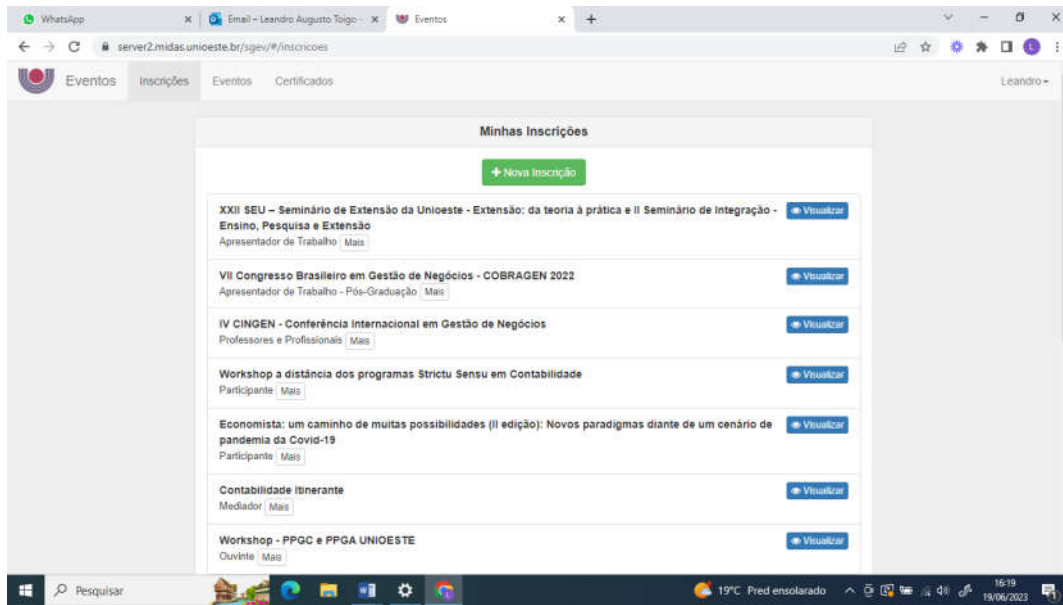 WhatsApp
Email – Leandro Augusto Toigo -
Eventos
server2.midas.unioeste.br/sgev/#/inscricoes
L
Eventos
Inscrições
Eventos
Certificados
Leandro
Minhas Inscrições
+ Nova Inscrição
XXII SEU – Seminário de Extensão da Unioeste - Extensão: da teoria à prática e II Seminário de Integração -
Visualizar
Ensino, Pesquisa e Extensão
Apresentador de Trabalho Mais
VII Congresso Brasileiro em Gestão de Negócios - COBRAGEN 2022
Visualizar
Apresentador de Trabalho - Pós-Graduação Mais
IV CINGEN - Conferência Internacional em Gestão de Negócios
Visualizar
Professores e Profissionais Mais
Workshop a distância dos programas Strictu Sensu em Contabilidade
Visualizar
Participante Mais
Economista: um caminho de muitas possibilidades (II edição): Novos paradigmas diante de um cenário de
Visualizar
pandemia da Covid-19
Participante Mais
Contabilidade Itinerante
Visualizar
Mediador Mais
Workshop - PPGC e PPGA UNIOESTE
Visualizar
Ouvinte Mais
Pesquisar
19°C Pred ensolarado
16:19
19/06/2023